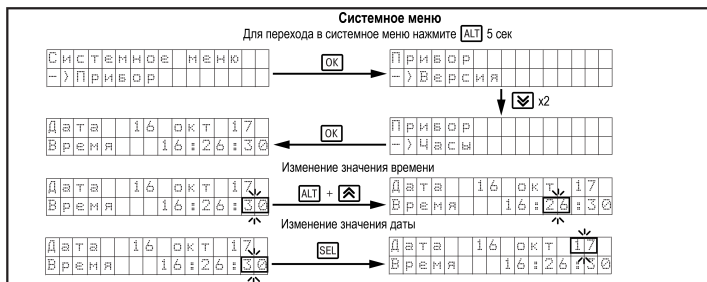 Системное меню
Для перехода в системное меню нажмите ALT 5 сек
Системное меню
->Прибор
OK
Прибор
->Версия
x2
Дата 16 окт 17
Время 16:26:30
OK
Прибор
->Часы
Изменение значения времени
Дата 16 окт 17
Время 16:26:30
ALT +
Дата 16 окт 17
Время 16:26:30
Изменение значения даты
Дата 16 окт 17
Время 16:26:30
SEL
Дата 16 окт 17
Время 16:26:30